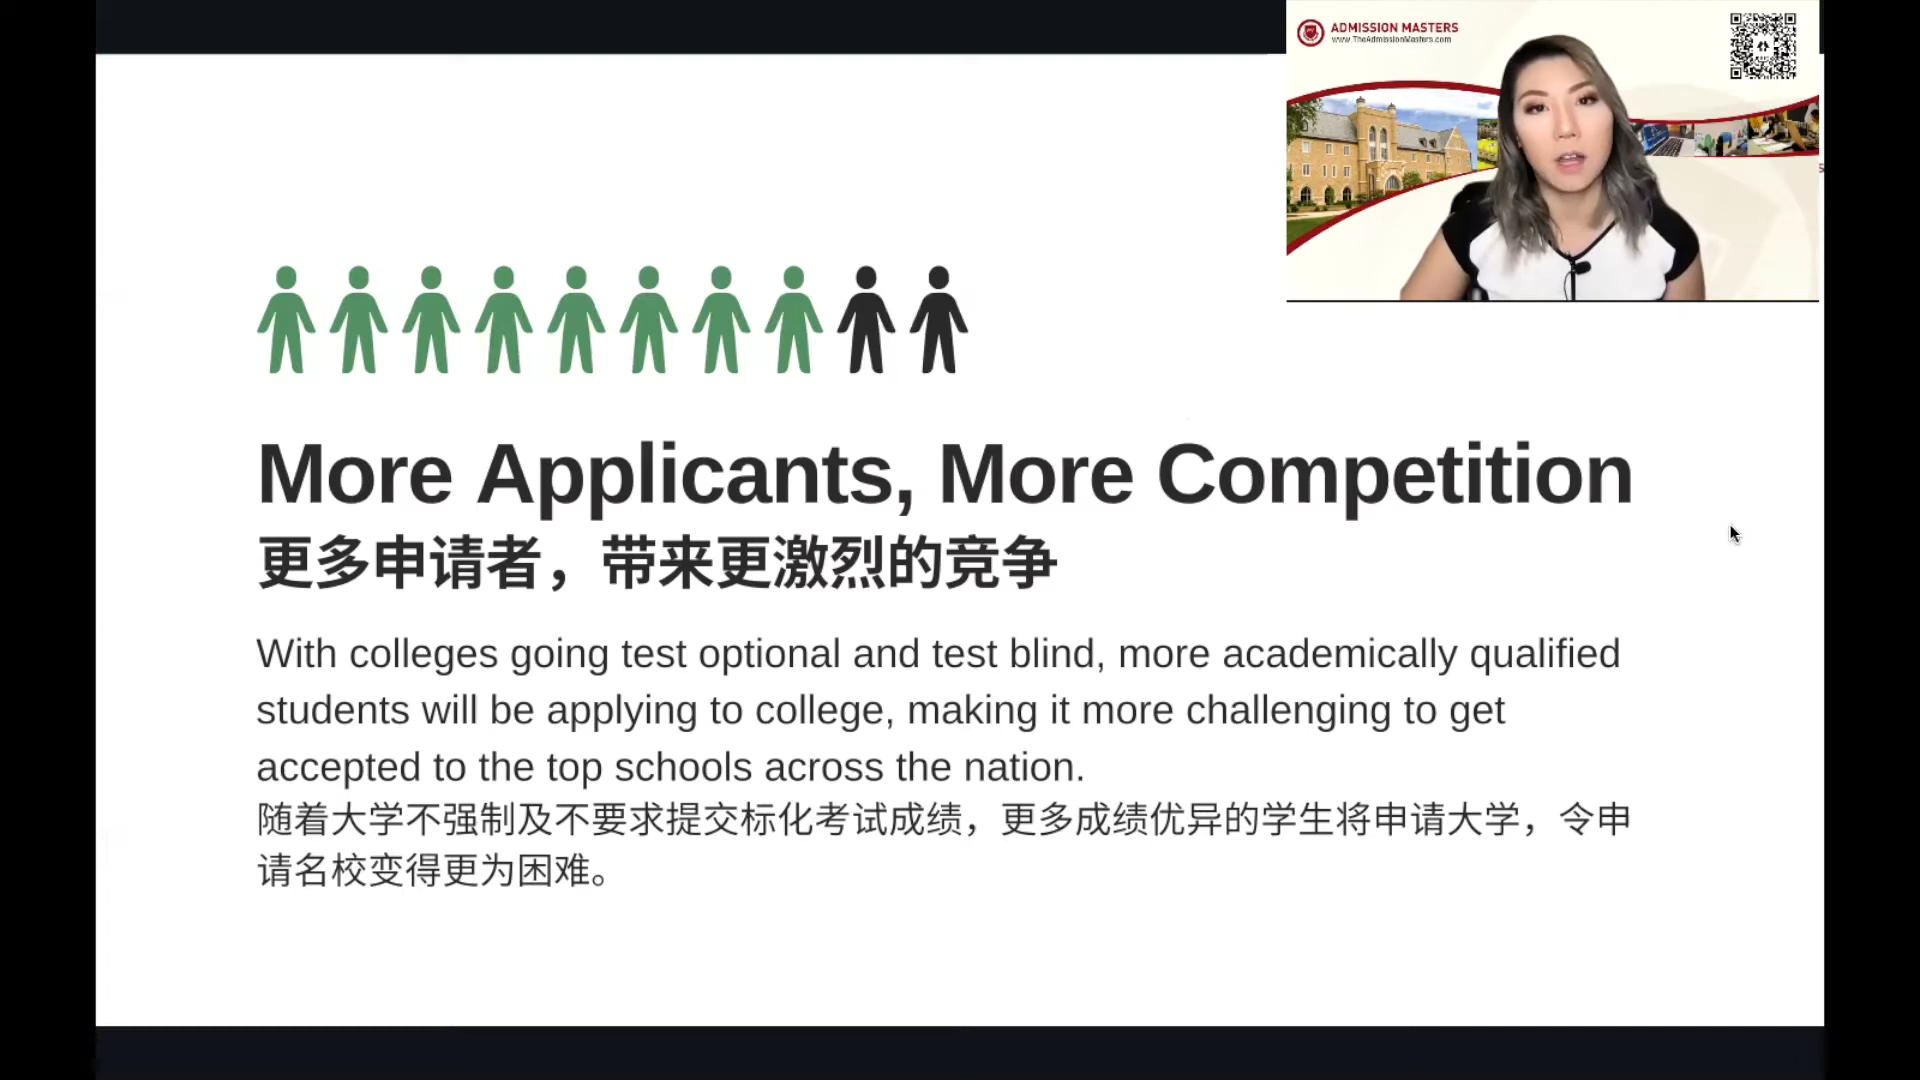 ADMISSION MASTERS
www.TheAdmissionMasters.com
More Applicants, More Competition
更多申请者，带来更激烈的竞争
With colleges going test optional and test blind, more academically qualified
students will be applying to college, making it more challenging to get
accepted to the top schools across the nation.
随着大学不强制及不要求提交标化考试成绩，更多成绩优异的学生将申请大学，令申
请名校变得更为困难。